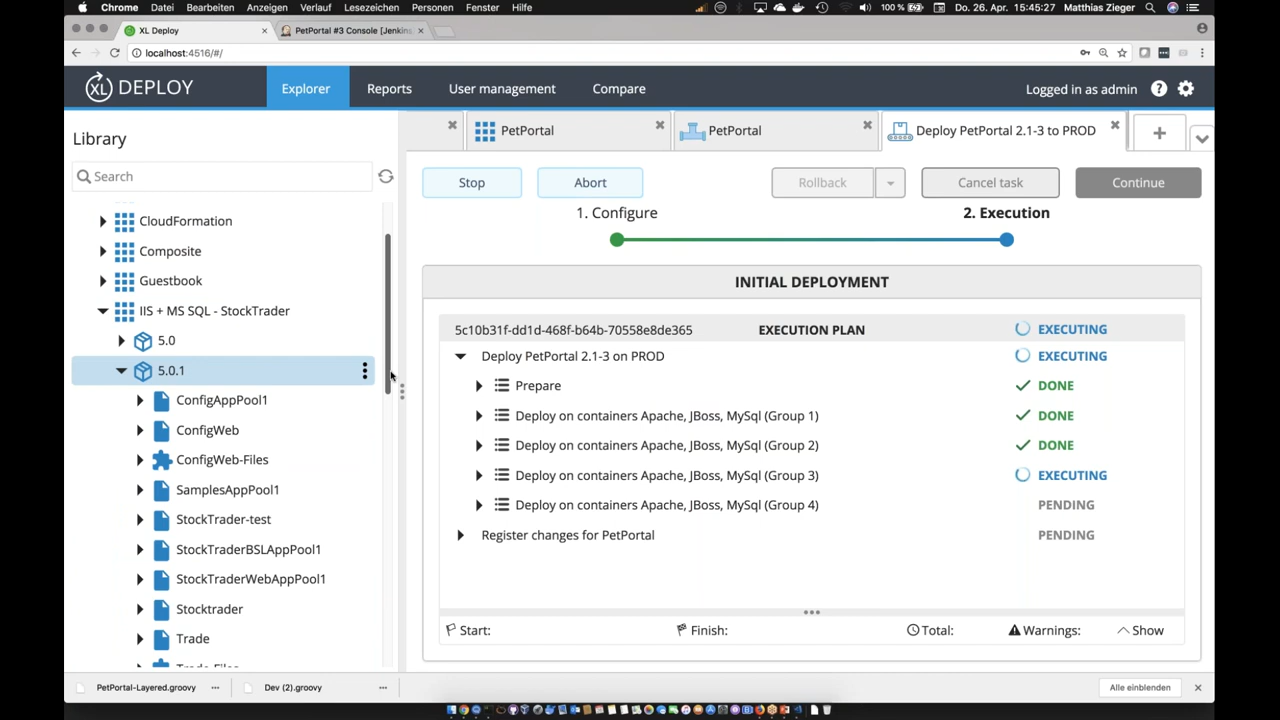 Chrome Datei Bearbeiten Anzeigen Verlauf Lesezeichen Personen Fenster Hilfe 100 % Do. 26. Apr. 15:45:27 Matthias Zieger
XL Deploy PetPortal #3 Console [Jenkins
localhost:4516/#/
XL DEPLOY Explorer Reports User management Compare Logged in as admin ?
Library
PetPortal PetPortal Deploy PetPortal 2.1-3 to PROD +
Search
Stop Abort Rollback Cancel task Continue
1. Configure 2. Execution
CloudFormation
Composite
Guestbook
IIS + MS SQL - StockTrader
5.0
5.0.1
ConfigAppPool1
ConfigWeb
ConfigWeb-Files
SamplesAppPool1
StockTrader-test
StockTraderBSLAppPool1
StockTraderWebAppPool1
Stocktrader
Trade
Trade-Files
INITIAL DEPLOYMENT
5c10b31f-dd1d-468f-b64b-70558e8de365 EXECUTION PLAN EXECUTING
Deploy PetPortal 2.1-3 on PROD EXECUTING
Prepare DONE
Deploy on containers Apache, JBoss, MySql (Group 1) DONE
Deploy on containers Apache, JBoss, MySql (Group 2) DONE
Deploy on containers Apache, JBoss, MySql (Group 3) EXECUTING
Deploy on containers Apache, JBoss, MySql (Group 4) PENDING
Register changes for PetPortal PENDING
Start: Finish: Total: Warnings: Show
PetPortal-Layered.groovy Dev (2).groovy Alle einblenden